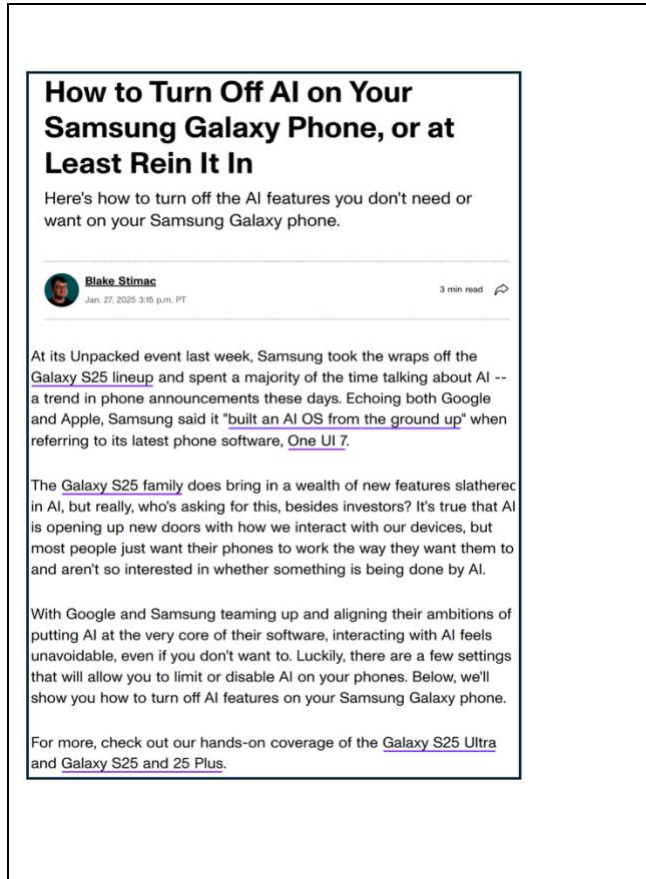 How to Turn Off AI on Your
Samsung Galaxy Phone, or at
Least Rein It In
Here's how to turn off the AI features you don't need or
want on your Samsung Galaxy phone.
Blake Stimac
Jan. 27, 2025 3:15 p.m. PT
3 min read
At its Unpacked event last week, Samsung took the wraps off the
Galaxy S25 lineup and spent a majority of the time talking about AI --
a trend in phone announcements these days. Echoing both Google
and Apple, Samsung said it "built an AI OS from the ground up" when
referring to its latest phone software, One UI 7.
The Galaxy S25 family does bring in a wealth of new features slathered
in AI, but really, who's asking for this, besides investors? It's true that AI
is opening up new doors with how we interact with our devices, but
most people just want their phones to work the way they want them to
and aren't so interested in whether something is being done by AI.
With Google and Samsung teaming up and aligning their ambitions of
putting AI at the very core of their software, interacting with AI feels
unavoidable, even if you don't want to. Luckily, there are a few settings
that will allow you to limit or disable AI on your phones. Below, we'll
show you how to turn off AI features on your Samsung Galaxy phone.
For more, check out our hands-on coverage of the Galaxy S25 Ultra
and Galaxy S25 and 25 Plus.